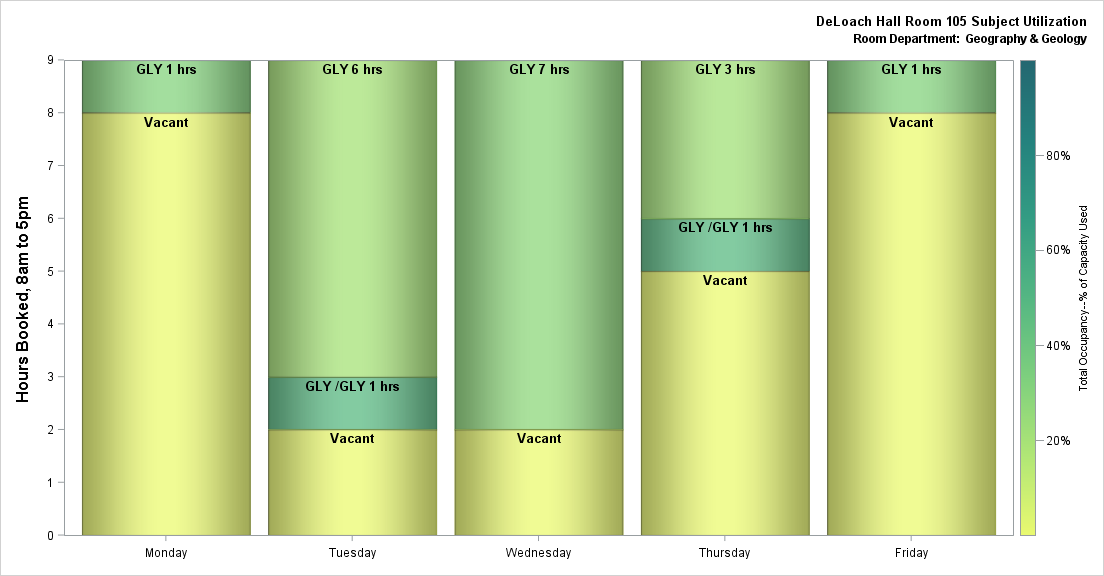 DeLoach Hall Room 105 Subject Utilization
Room Department: Geography & Geology
Hours Booked, 8am to 5pm
9
8
7
6
5
4
3
2
1
0
GLY 1 hrs
Vacant
GLY 6 hrs
GLY /GLY 1 hrs
Vacant
GLY 7 hrs
Vacant
GLY 3 hrs
GLY /GLY 1 hrs
Vacant
GLY 1 hrs
Vacant
Monday
Tuesday
Wednesday
Thursday
Friday
80%
60%
40%
20%
Total Occupancy--% of Capacity Used